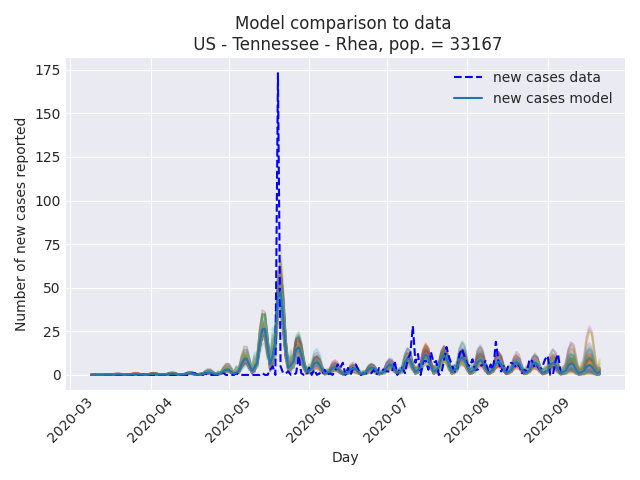 Model comparison to data
US - Tennessee - Rhea, pop. = 33167
new cases data
new cases model
Number of new cases reported
175
150
125
100
75
50
25
0
2020-03
2020-04
2020-05
2020-06
2020-07
2020-08
2020-09
Day